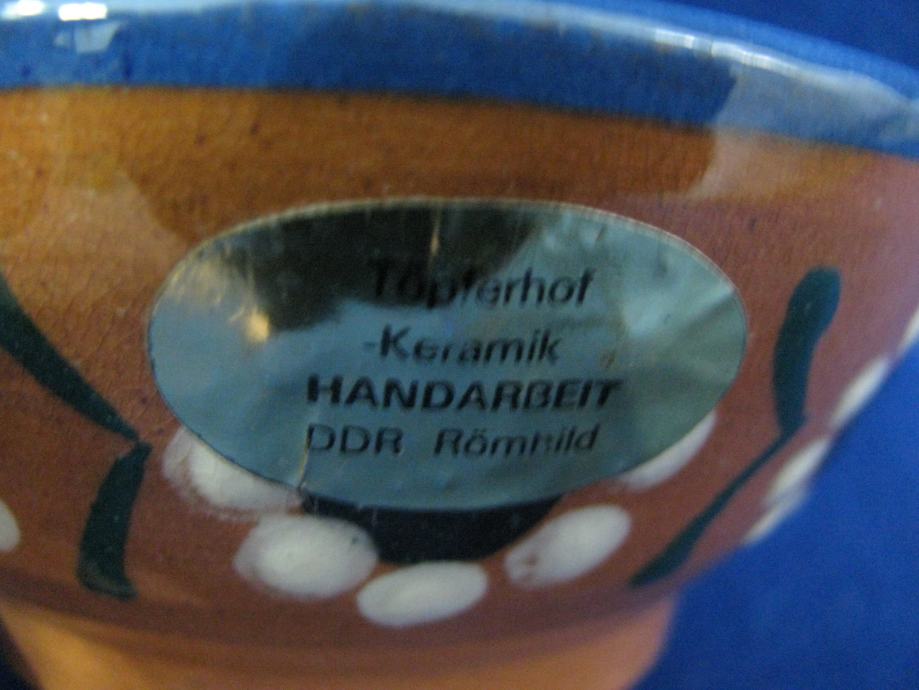 Töpferhof
-Keramik
HANDARBEIT
DDR Römhild